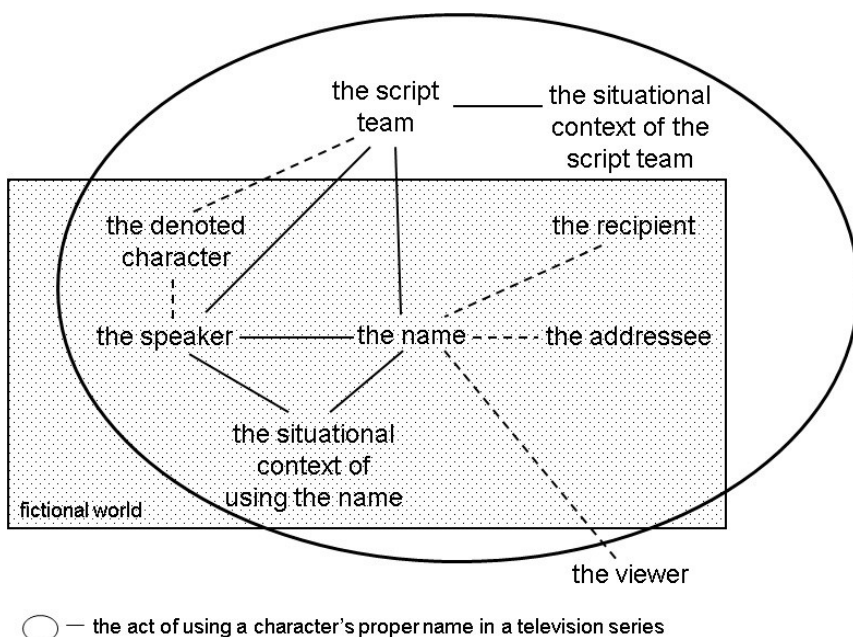 the script
team
the situational
context of the
script team
the denoted
character
the recipient
the speaker
the name
the addressee
the situational
context of
using the name
fictional world
the viewer
— the act of using a character's proper name in a television series